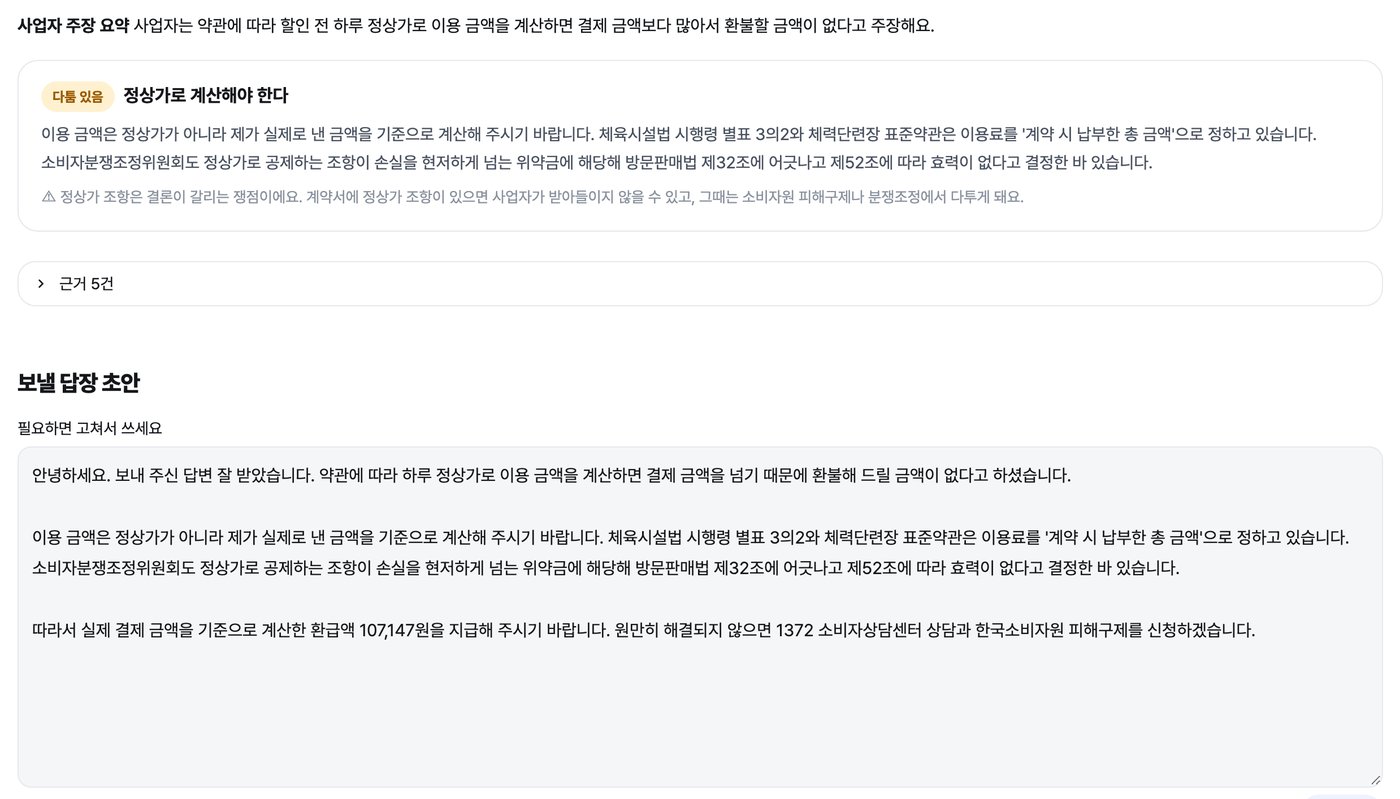 사업자 주장 요약 사업자는 약관에 따라 할인 전 하루 정상가로 이용 금액을 계산하면 결제 금액보다 많아서 환불할 금액이 없다고 주장해요.
다툼 있음 정상가로 계산해야 한다
이용 금액은 정상가가 아니라 제가 실제로 낸 금액을 기준으로 계산해 주시기 바랍니다. 체육시설법 시행령 별표 3의2와 체력단련장 표준약관은 이용료를 '계약 시 납부한 총 금액'으로 정하고 있습니다.
소비자분쟁조정위원회도 정상가로 공제하는 조항이 손실을 현저하게 넘는 위약금에 해당해 방문판매법 제32조에 어긋나고 제52조에 따라 효력이 없다고 결정한 바 있습니다.
⚠ 정상가 조항은 결론이 갈리는 쟁점이에요. 계약서에 정상가 조항이 있으면 사업자가 받아들이지 않을 수 있고, 그때는 소비자원 피해구제나 분쟁조정에서 다투게 돼요.
> 근거 5건
보낼 답장 초안
필요하면 고쳐서 쓰세요
안녕하세요. 보내 주신 답변 잘 받았습니다. 약관에 따라 하루 정상가로 이용 금액을 계산하면 결제 금액을 넘기 때문에 환불해 드릴 금액이 없다고 하셨습니다.
이용 금액은 정상가가 아니라 제가 실제로 낸 금액을 기준으로 계산해 주시기 바랍니다. 체육시설법 시행령 별표 3의2와 체력단련장 표준약관은 이용료를 '계약 시 납부한 총 금액'으로 정하고 있습니다.
소비자분쟁조정위원회도 정상가로 공제하는 조항이 손실을 현저하게 넘는 위약금에 해당해 방문판매법 제32조에 어긋나고 제52조에 따라 효력이 없다고 결정한 바 있습니다.
따라서 실제 결제 금액을 기준으로 계산한 환급액 107,147원을 지급해 주시기 바랍니다. 원만히 해결되지 않으면 1372 소비자상담센터 상담과 한국소비자원 피해구제를 신청하겠습니다.